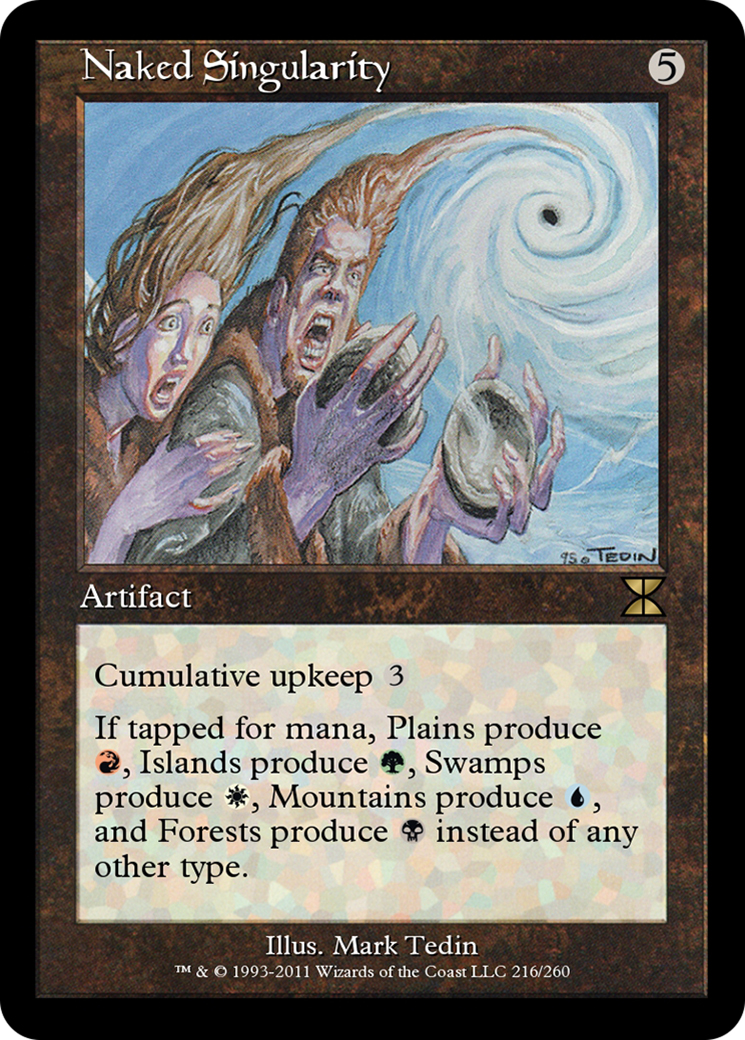 Naked Singularity 5
95© TEDIN
Artifact
Cumulative upkeep 3
If tapped for mana, Plains produce
, Islands produce , Swamps
produce , Mountains produce ,
and Forests produce instead of any
other type.
Illus. Mark Tedin
™ & © 1993-2011 Wizards of the Coast LLC 216/260